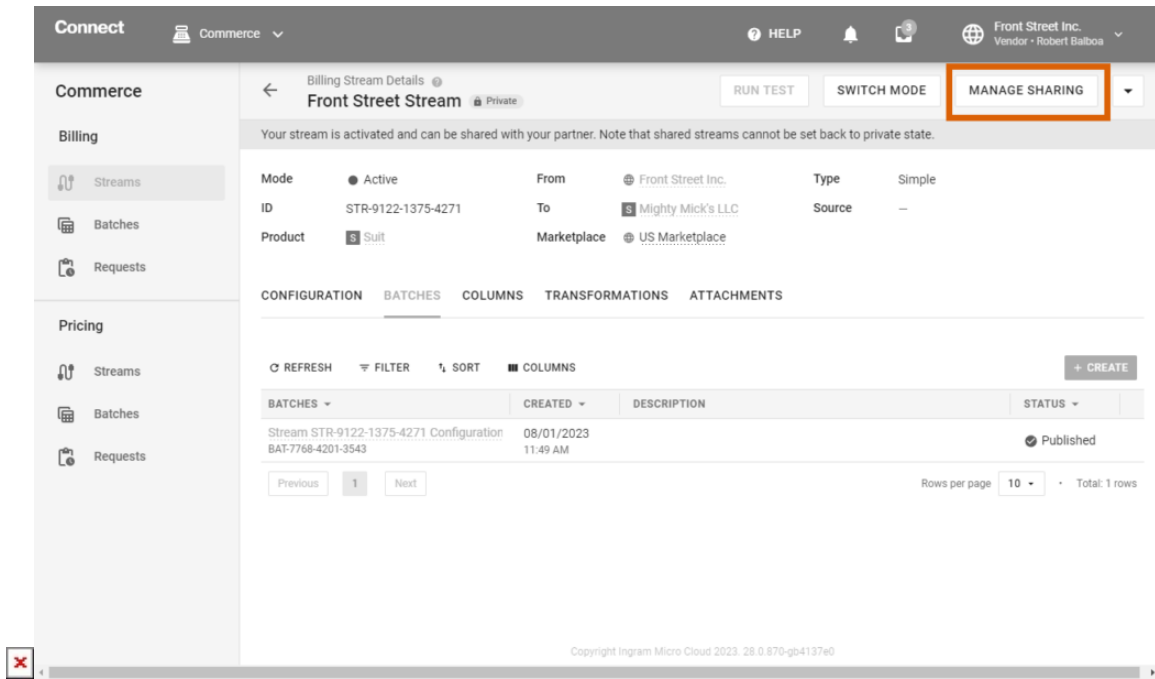 Connect
Commerce
HELP
3
Front Street Inc.
Vendor • Robert Balboa
Commerce
Billing
Streams
Batches
Requests
Pricing
Streams
Batches
Requests
Billing Stream Details
Front Street Stream Private
RUN TEST
SWITCH MODE
MANAGE SHARING
Your stream is activated and can be shared with your partner. Note that shared streams cannot be set back to private state.
Mode Active From Front Street Inc. Type Simple
ID STR-9122-1375-4271 To S Mighty Mick's LLC Source –
Product S Suit Marketplace US Marketplace
CONFIGURATION BATCHES COLUMNS TRANSFORMATIONS ATTACHMENTS
REFRESH FILTER SORT COLUMNS + CREATE
BATCHES CREATED DESCRIPTION STATUS
Stream STR-9122-1375-4271 Configuration 08/01/2023 Published
BAT-7768-4201-3543 11:49 AM
Previous 1 Next Rows per page 10 • Total: 1 rows
Copyright Ingram Micro Cloud 2023. 28.0.870-gb4137e0